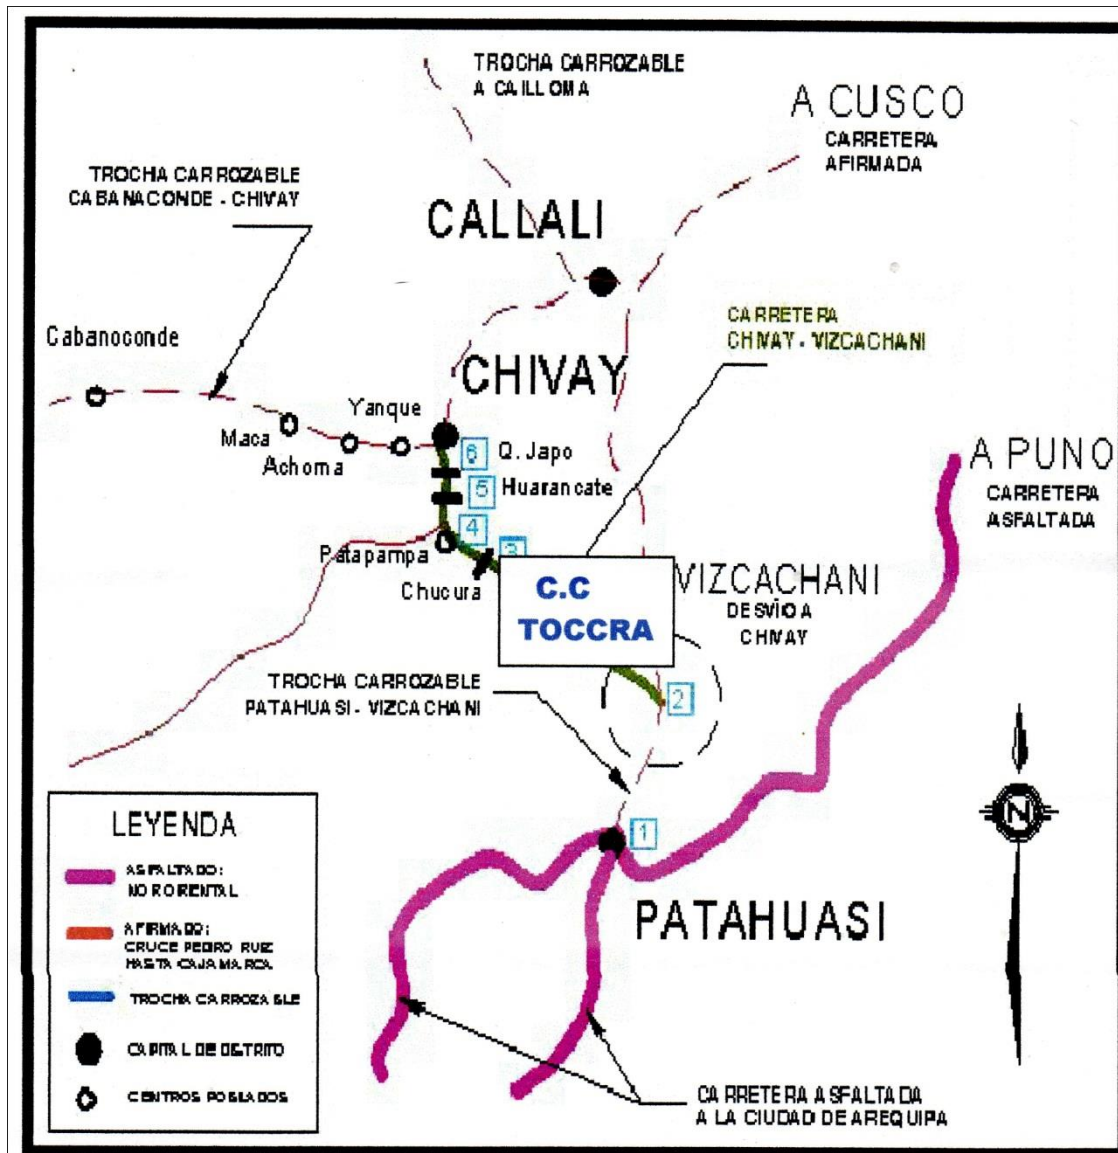 TROCHA CARROZABLE
A CAILLOMA
A CUSCO
CARRETERA
AFIRMADA
TROCHA CARROZABLE
CABANACONDE - CHIVAY
CALLALI
CARRETERA
CHIVAY - VIZCACHANI
Cabanoconde
CHIVAY
Yanque
Maca
Achoma
6
Q. Japo
5
Huarancate
A PUNO
CARRETERA
ASFALTADA
4
3
Patapampa
Chucura
C.C
TOCCRA
VIZCACHANI
DESVÌO A
CHIVAY
TROCHA CARROZABLE
PATAHUASI - VIZCACHANI
2
1
PATAHUASI
N
LEYENDA
ASFALTADO:
NORORENTAL
AFIRMADO:
CRUCE PEDRO RUIZ
HASTA CAJAMARCA
TROCHA CARROZABLE
CAPITAL DE DISTRITO
CENTROS POBLADOS
CARRETERA ASFALTADA
A LA CIUDAD DE AREQUIPA